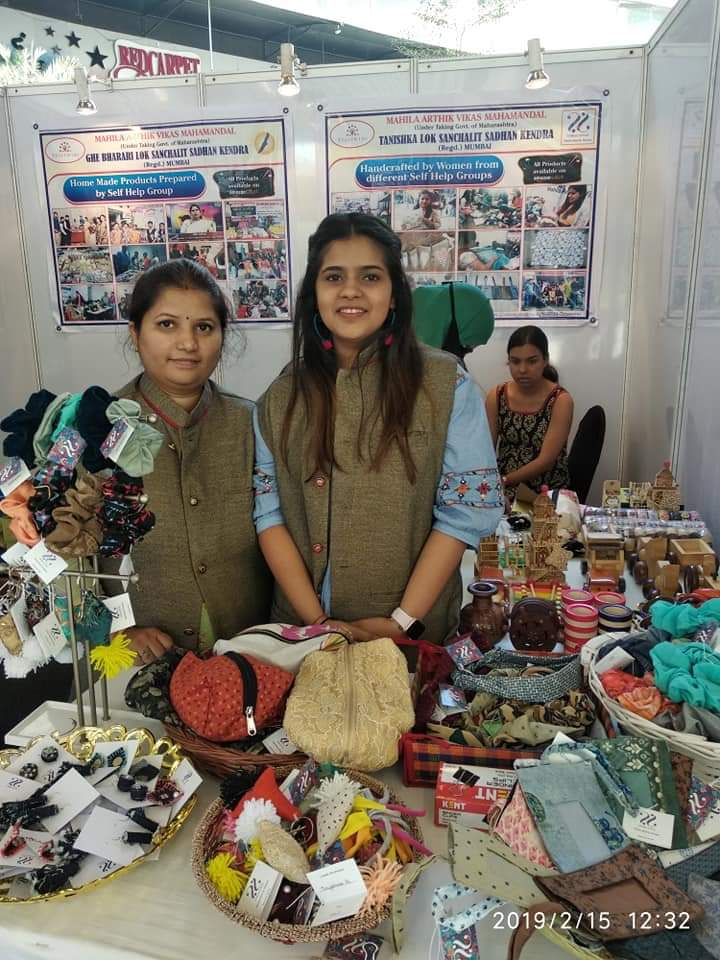 REDCARPET
MAHILA ARTHIK VIKAS MAHAMANDAL
(Under Taking Govt. of Maharashtra)
GHE BHARARI LOK SANCHALIT SADHAN KENDRA
(Regd.) MUMBAI
Home Made Products Prepared
by Self Help Group
All Products
available on
MAHILA ARTHIK VIKAS MAHAMANDAL
(Under Taking Govt. of Maharashtra)
TANISHKA LOK SANCHALIT SADHAN KENDRA
(Regd.) MUMBAI
Handcrafted by Women from
different Self Help Groups
All Products
available on
KENT
2019/2/15 12:32